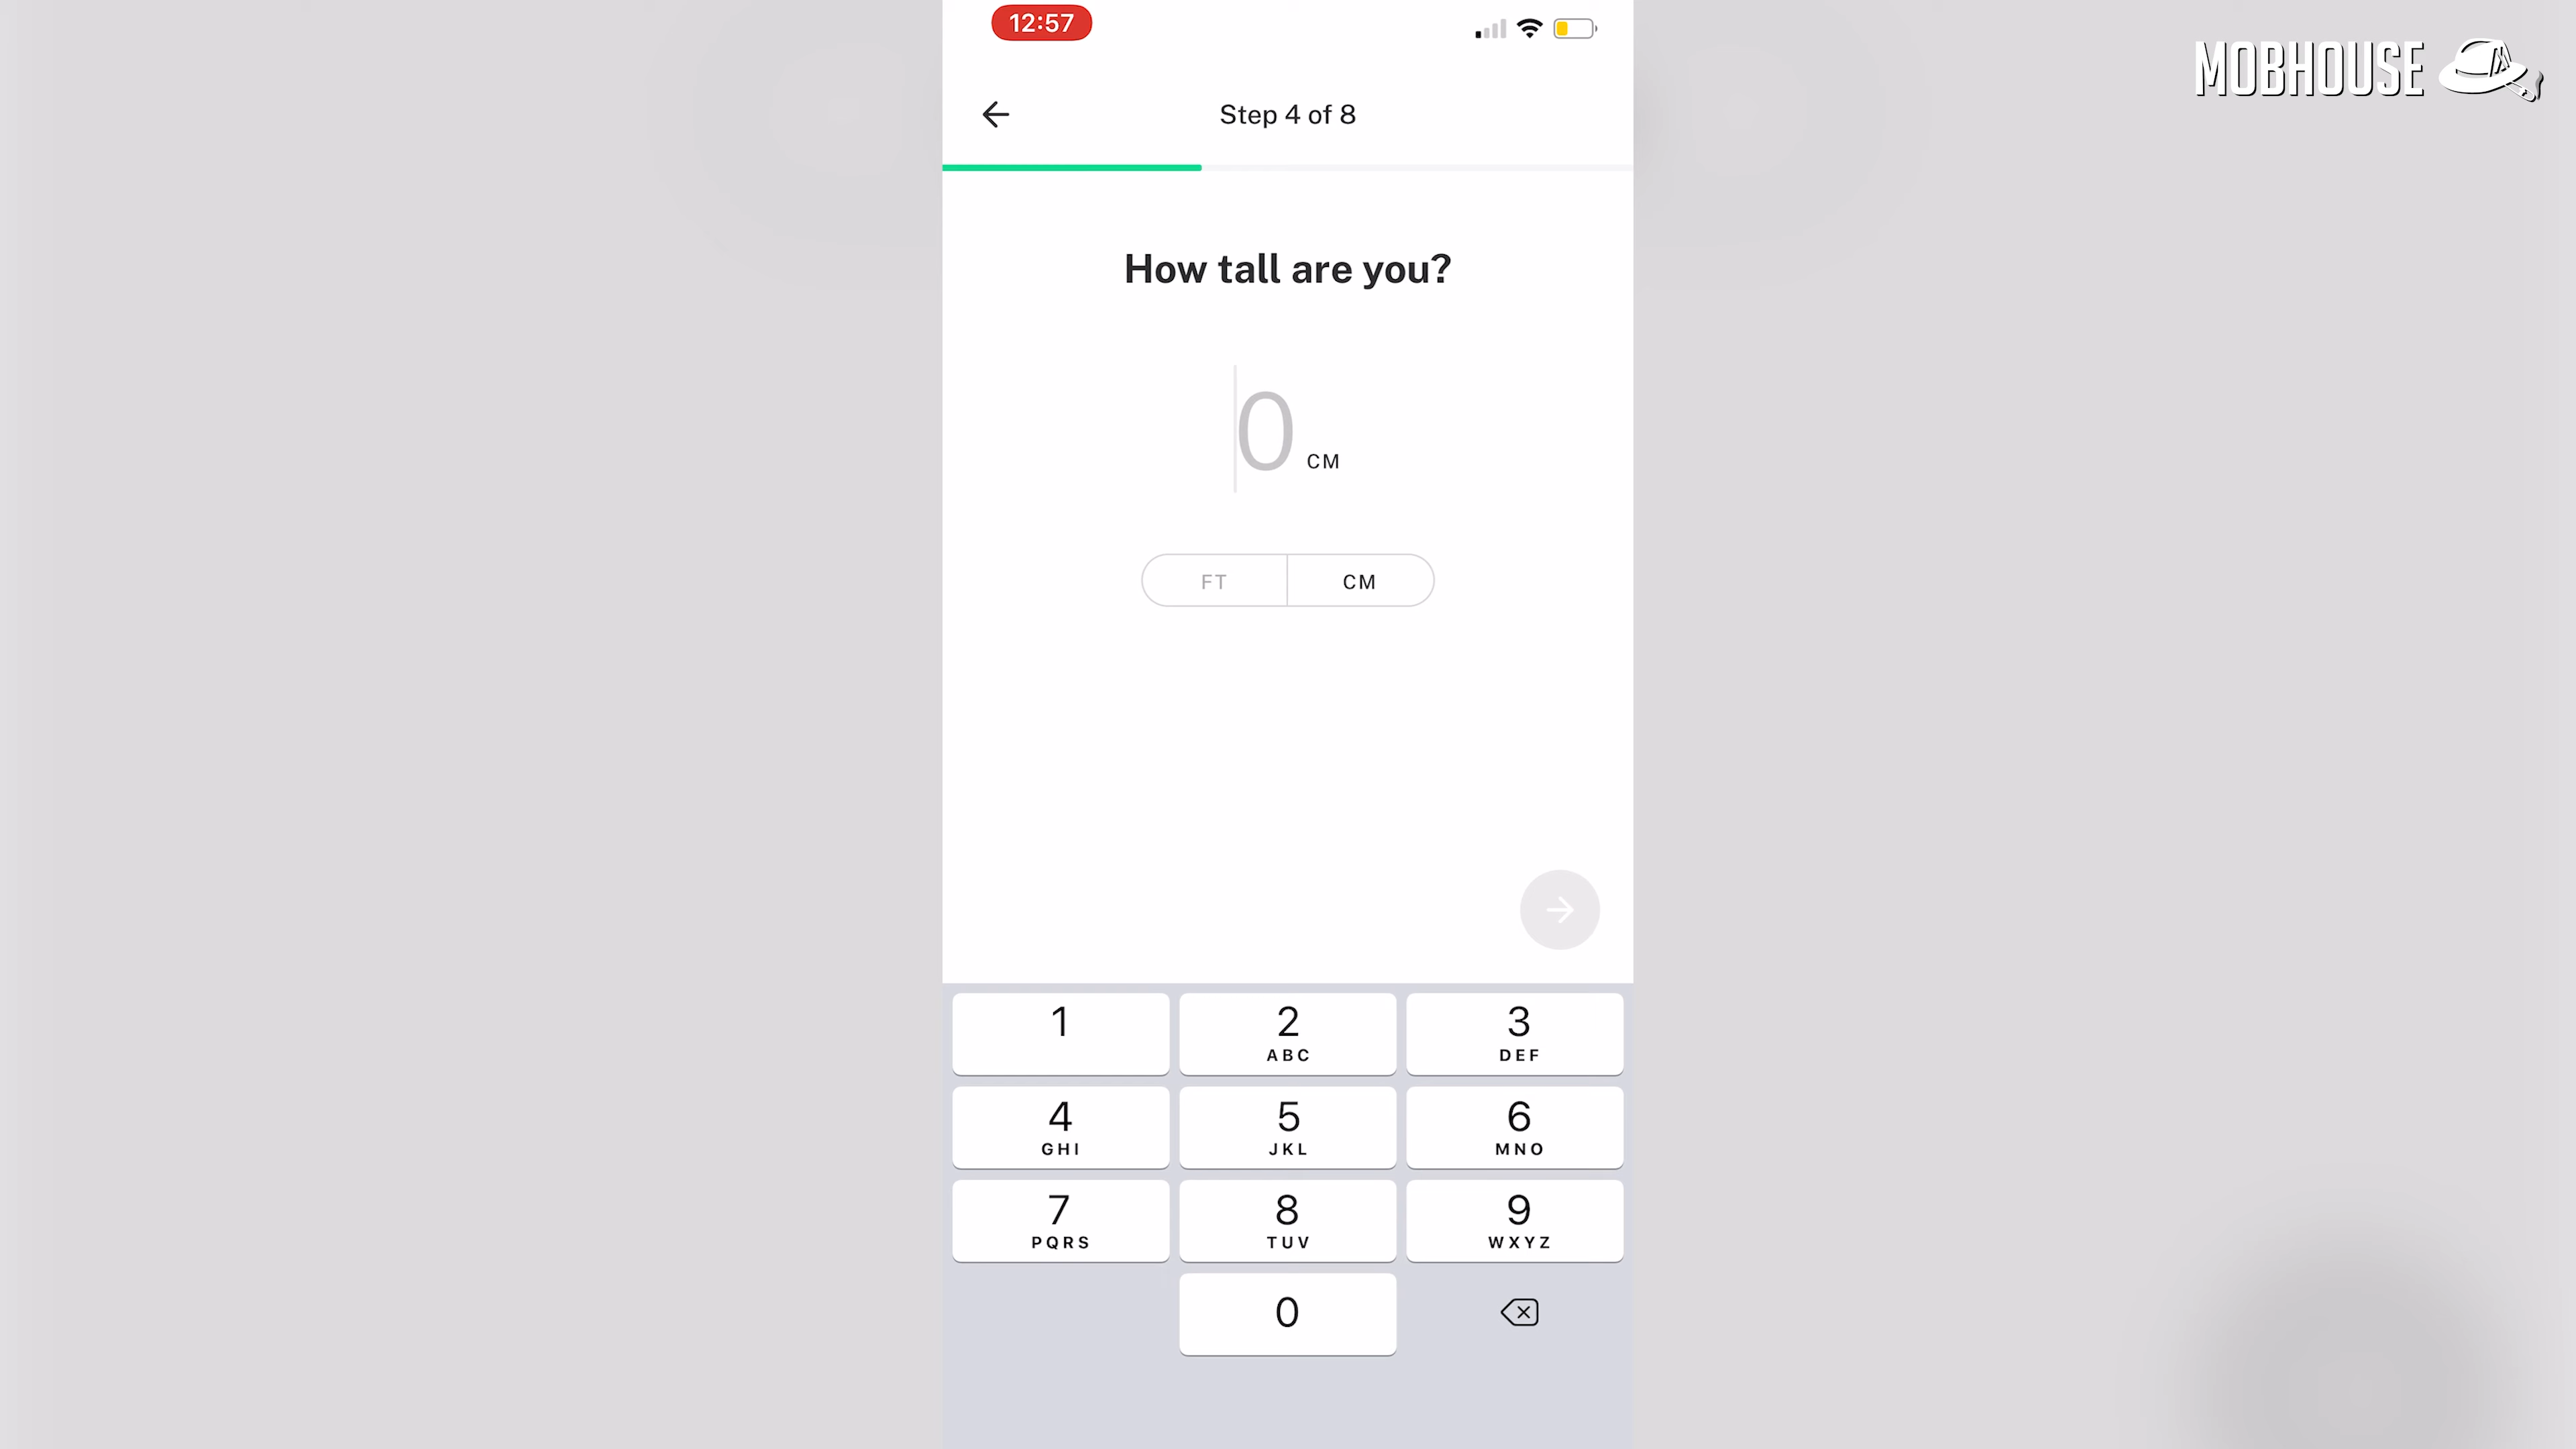 12:57
MOBHOUSE
Step 4 of 8
How tall are you?
0 CM
FT CM
1 2 3
ABC DEF
4 5 6
GHI JKL MNO
7 8 9
PQRS TUV WXYZ
0